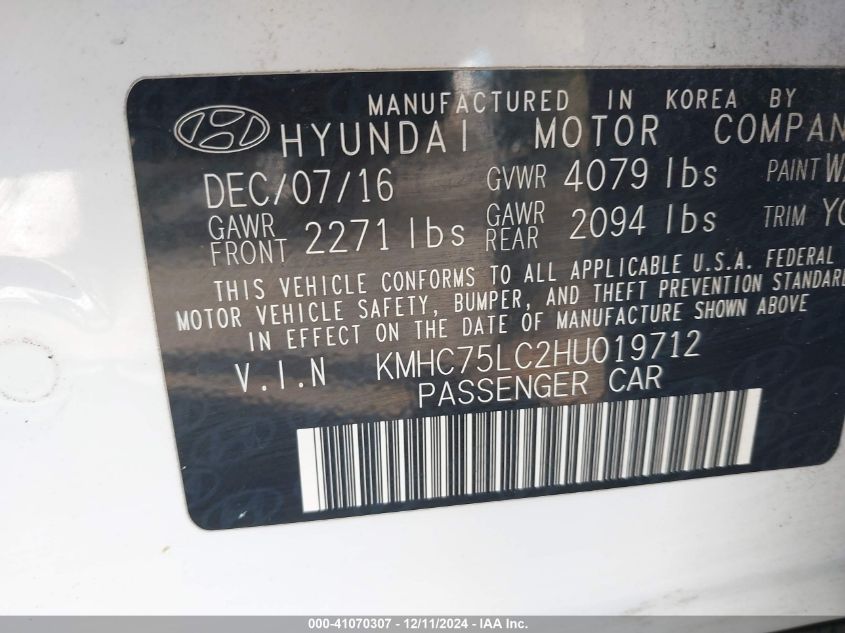 MANUFACTURED IN KOREA BY
HYUNDAI MOTOR COMPAN
DEC/07/16 GVWR 4079 lbs PAINT
GAWR FRONT 2271 lbs GAWR REAR 2094 lbs TRIM
THIS VEHICLE CONFORMS TO ALL APPLICABLE U.S.A. FEDERAL
MOTOR VEHICLE SAFETY, BUMPER, AND THEFT PREVENTION STANDARD
IN EFFECT ON THE DATE OF MANUFACTURE SHOWN ABOVE
V.I.N KMHC75LC2HU019712
PASSENGER CAR
000-41070307 - 12/11/2024 - IAA Inc.